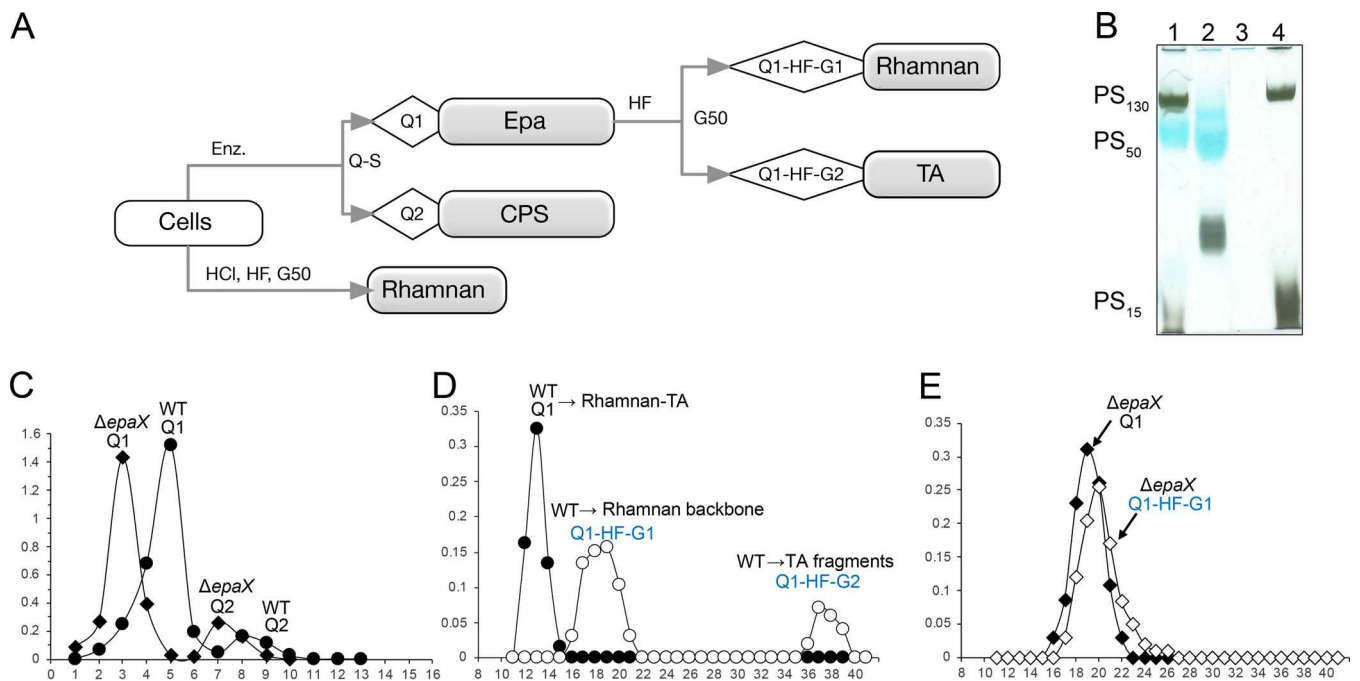 A
Enz.
Q-S
Q1
Epa
Q2
CPS
HF
G50
Q1-HF-G1
Rhamnan
Q1-HF-G2
TA
Cells
HCl, HF, G50
Rhamnan
B
1 2 3 4
PS130
PS50
PS15
C
ΔepaX
Q1
WT
Q1
ΔepaX
Q2
WT
Q2
1.6
1.4
1.2
1.0
0.8
0.6
0.4
0.2
0
0 1 2 3 4 5 6 7 8 9 10 11 12 13 14 15 16
D
WT
Q1 → Rhamnan-TA
WT→ Rhamnan backbone
Q1-HF-G1
WT→TA fragments
Q1-HF-G2
0.35
0.3
0.25
0.2
0.15
0.1
0.05
0
8 10 12 14 16 18 20 22 24 26 28 30 32 34 36 38 40
E
ΔepaX
Q1
ΔepaX
Q1-HF-G1
0.35
0.3
0.25
0.2
0.15
0.1
0.05
0
8 10 12 14 16 18 20 22 24 26 28 30 32 34 36 38 40